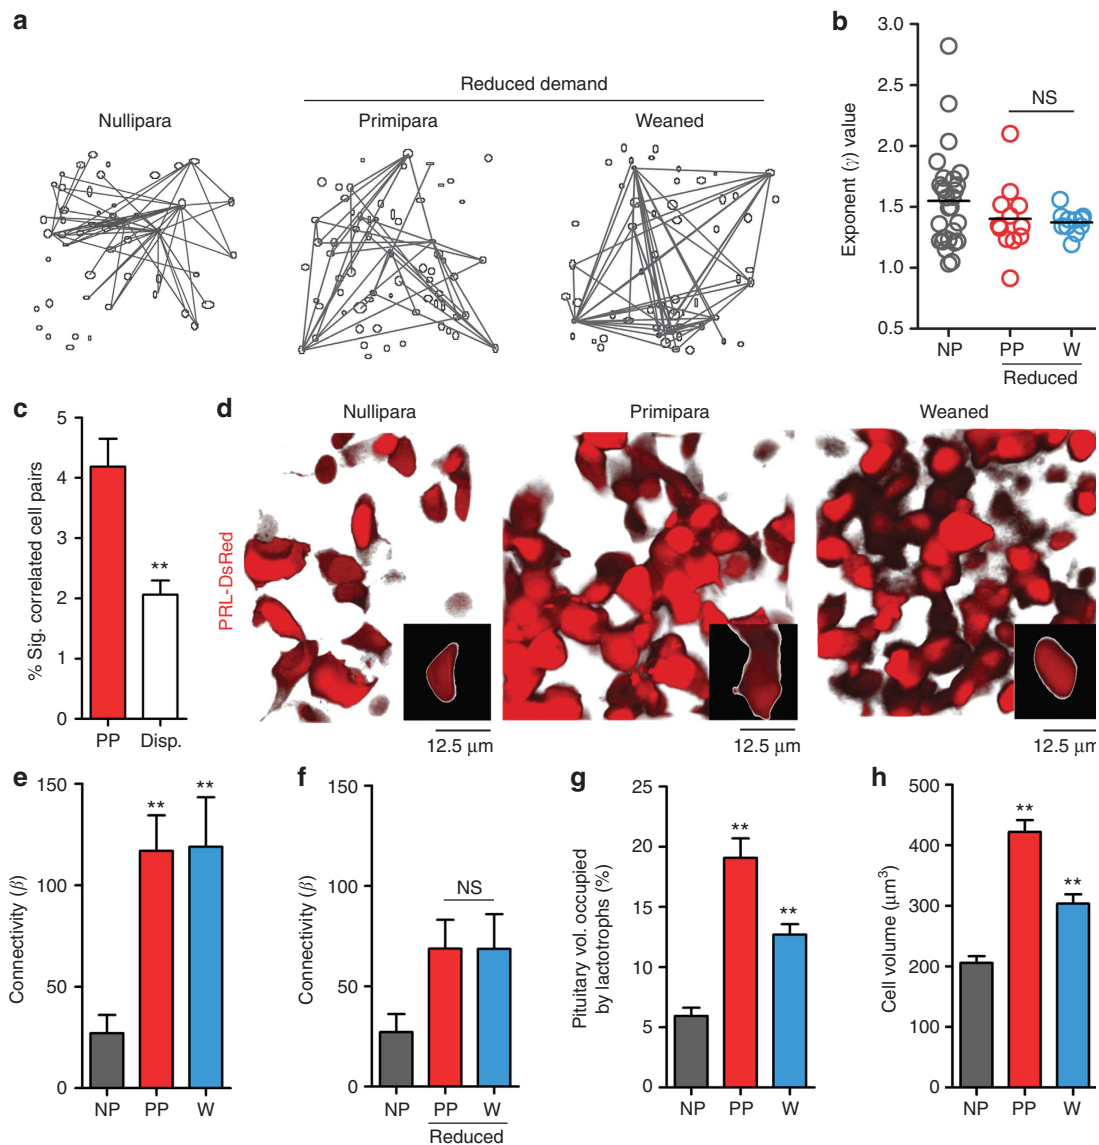 a
Reduced demand
Nullipara
Primipara
Weaned
b
Exponent (γ) value
3.0
2.5
2.0
1.5
1.0
0.5
NS
NP
PP
W
Reduced
c
% Sig. correlated cell pairs
5
4
3
2
1
0
**
PP
Disp.
d
Nullipara
Primipara
Weaned
PRL-DsRed
12.5 μm
12.5 μm
12.5 μm
e
Connectivity (β)
150
100
50
0
**
**
NP
PP
W
f
Connectivity (β)
150
100
50
0
NS
NP
PP
W
Reduced
g
Pituitary vol. occupied
by lactotrophs (%)
25
20
15
10
5
0
**
**
NP
PP
W
h
Cell volume (μm³)
500
400
300
200
100
0
**
**
NP
PP
W